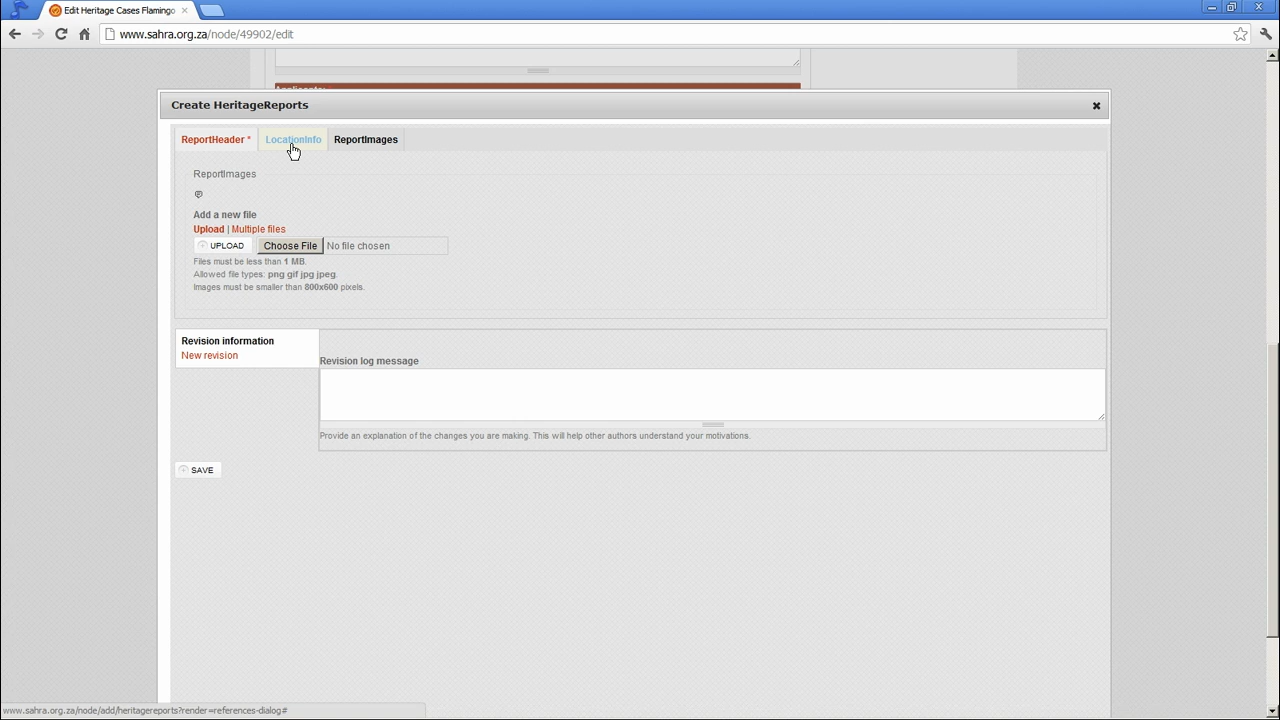 Edit Heritage Cases Flamingo
www.sahra.org.za/node/49902/edit
Create HeritageReports
ReportHeader * LocationInfo ReportImages
ReportImages
Add a new file
Upload | Multiple files
UPLOAD Choose File No file chosen
Files must be less than 1 MB.
Allowed file types: png gif jpg jpeg.
Images must be smaller than 800x600 pixels.
Revision information
New revision
Revision log message
Provide an explanation of the changes you are making. This will help other authors understand your motivations.
SAVE
www.sahra.org.za/node/add/heritagereports?render=references-dialog#